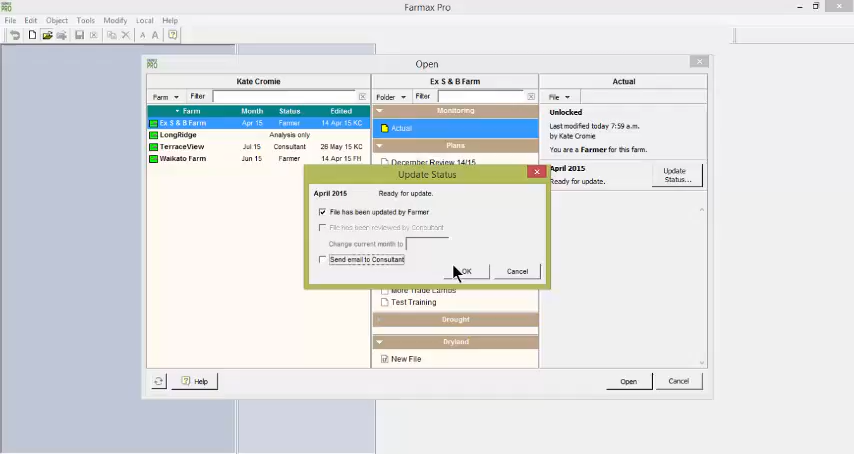 PRO
Farmax Pro
File Edit Object Tools Modify Local Help
A A
PRO
Open
Kate Cromie
Ex S & B Farm
Actual
Farm
Filter
Folder
Filter
File
Farm Month Status Edited
Ex S & B Farm Apr 15 Farmer 14 Apr 15 KC
LongRidge Analysis only
TerraceView Jul 15 Consultant 26 May 15 KC
Waikato Farm Jun 15 Farmer 14 Apr 15 FH
Monitoring
Actual
Plans
December Review 14/15
Unlocked
Last modified today 7:59 a.m.
by Kate Cromie
You are a Farmer for this farm.
April 2015
Ready for update.
Update
Status...
Update Status
April 2015 Ready for update.
File has been updated by Farmer
File has been reviewed by Consultant
Change current month to
Send email to Consultant
OK
Cancel
More Trade Lambs
Test Training
Drought
Dryland
New File
Help
Open
Cancel